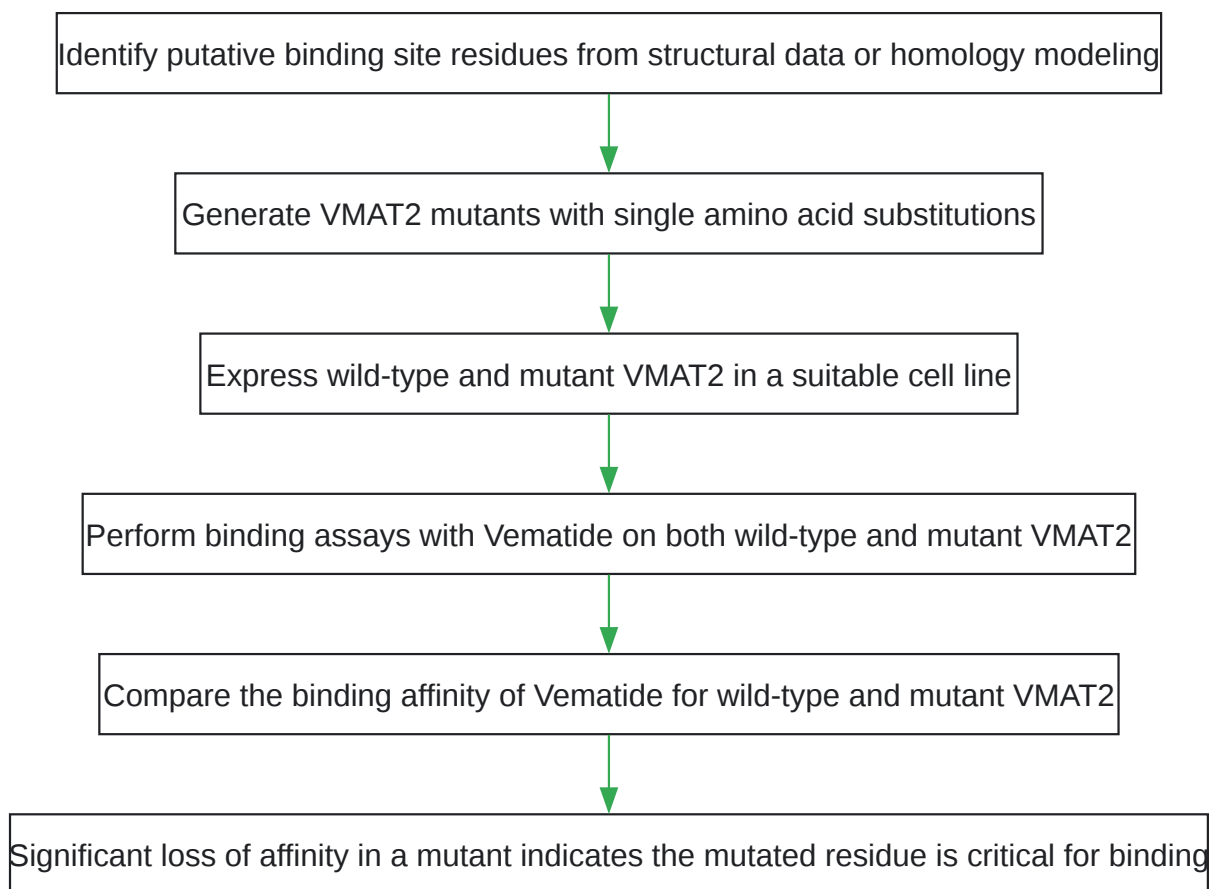 Identify putative binding site residues from structural data or homology modeling
Generate VMAT2 mutants with single amino acid substitutions
Express wild-type and mutant VMAT2 in a suitable cell line
Perform binding assays with Vematide on both wild-type and mutant VMAT2
Compare the binding affinity of Vematide for wild-type and mutant VMAT2
Significant loss of affinity in a mutant indicates the mutated residue is critical for binding